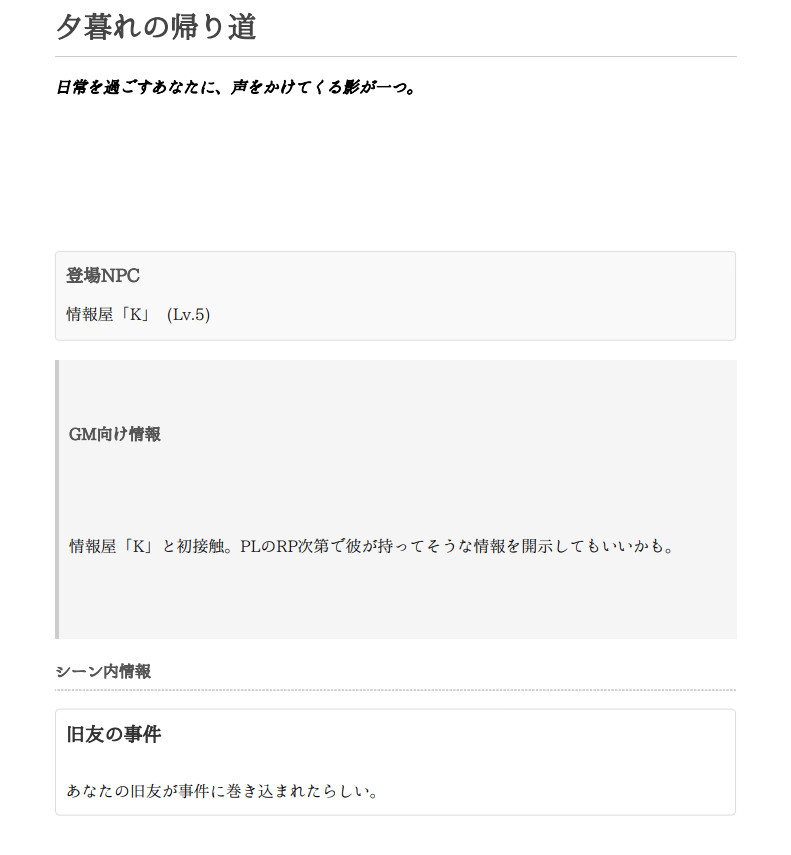 夕暮れの帰り道
日常を過ごすあなたに、声をかけてくる影が一つ。
登場NPC
情報屋「K」 (Lv.5)
GM向け情報
情報屋「K」と初接触。PLのRP次第で彼が持ってそうな情報を開示してもいいかも。
シーン内情報
旧友の事件
あなたの旧友が事件に巻き込まれたらしい。